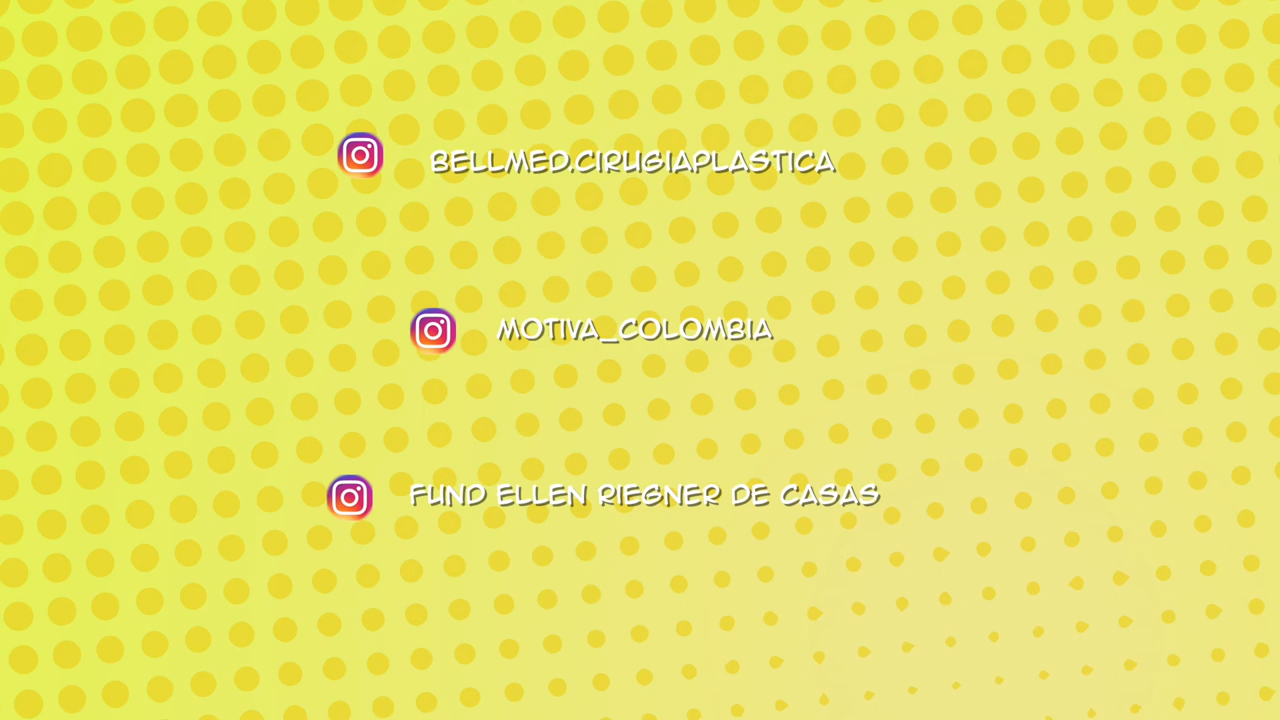 BELLMED.CIRUGIAPLASTICA
MOTIVA_COLOMBIA
FUND ELLEN RIEGNER DE CASAS